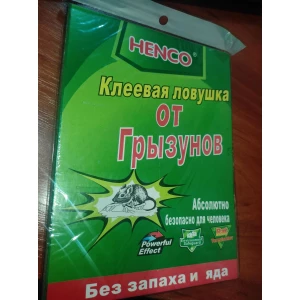 HENCO
Клеевая ловушка
от
Грызунов
Абсолютно
безопасно для человека
Powerful
Effect
Без запаха и яда